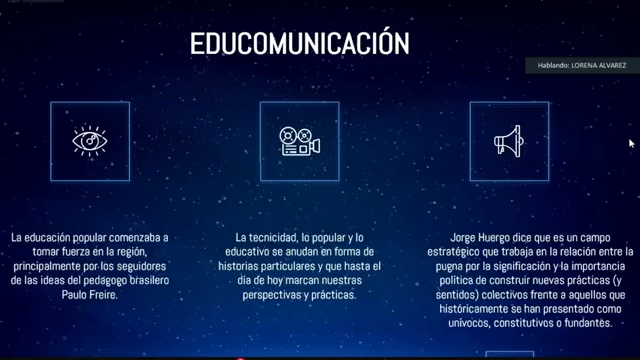 EDUCOMUNICACIÓN
Hablando: LORENA ALVAREZ
La educación popular comenzaba a
tomar fuerza en la región,
principalmente por los seguidores
de las ideas del pedagogo brasilero
Paulo Freire.
La tecnicidad, lo popular y lo
educativo se anudan en forma de
historias particulares y que hasta el
día de hoy marcan nuestras
perspectivas y prácticas.
Jorge Huergo dice que es un campo
estratégico que trabaja en la relación entre la
pugna por la significación y la importancia
política de construir nuevas prácticas (y
sentidos) colectivos frente a aquellos que
históricamente se han presentado como
unívocos, constitutivos o fundantes.